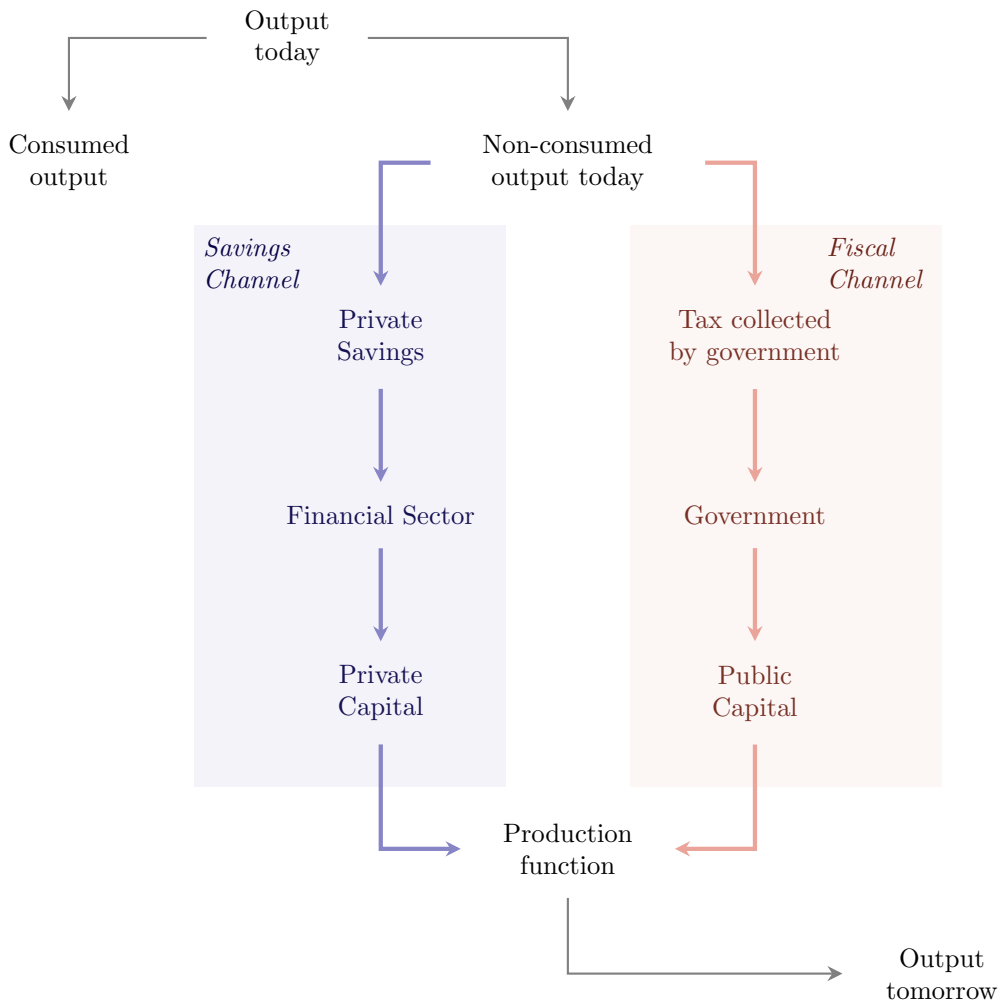 Output
today
Consumed
output
Non-consumed
output today
Savings
Channel
Fiscal
Channel
Private
Savings
Tax collected
by government
Financial Sector
Government
Private
Capital
Public
Capital
Production
function
Output
tomorrow